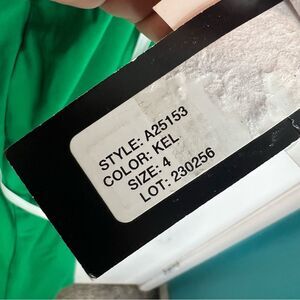 STYLE: A25153
COLOR: KEL
SIZE: 4
LOT: 230256